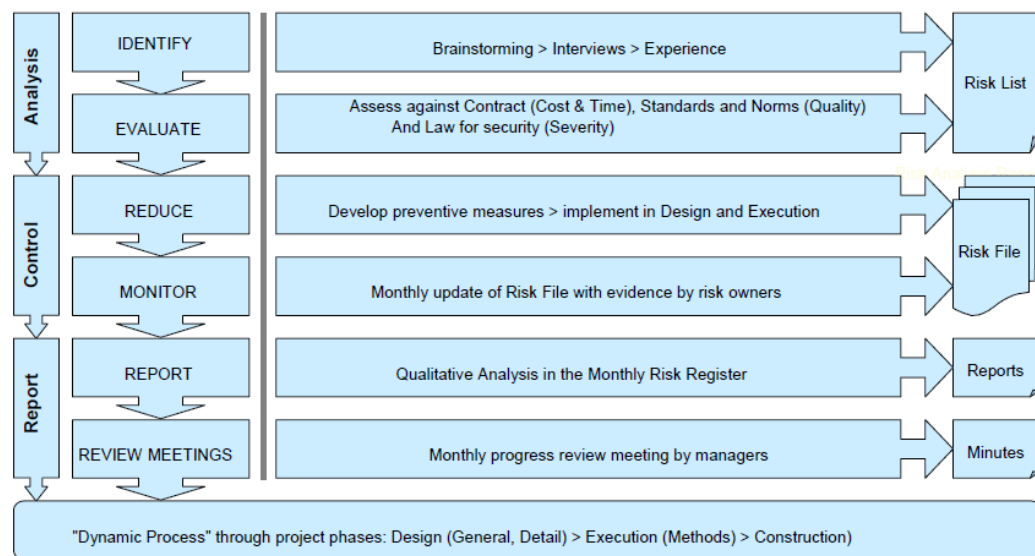 Analysis
IDENTIFY
Brainstorming > Interviews > Experience
Risk List
EVALUATE
Assess against Contract (Cost & Time), Standards and Norms (Quality)
And Law for security (Severity)
Control
REDUCE
Develop preventive measures > implement in Design and Execution
Risk File
MONITOR
Monthly update of Risk File with evidence by risk owners
Report
REPORT
Qualitative Analysis in the Monthly Risk Register
Reports
REVIEW MEETINGS
Monthly progress review meeting by managers
Minutes
"Dynamic Process" through project phases: Design (General, Detail) > Execution (Methods) > Construction)